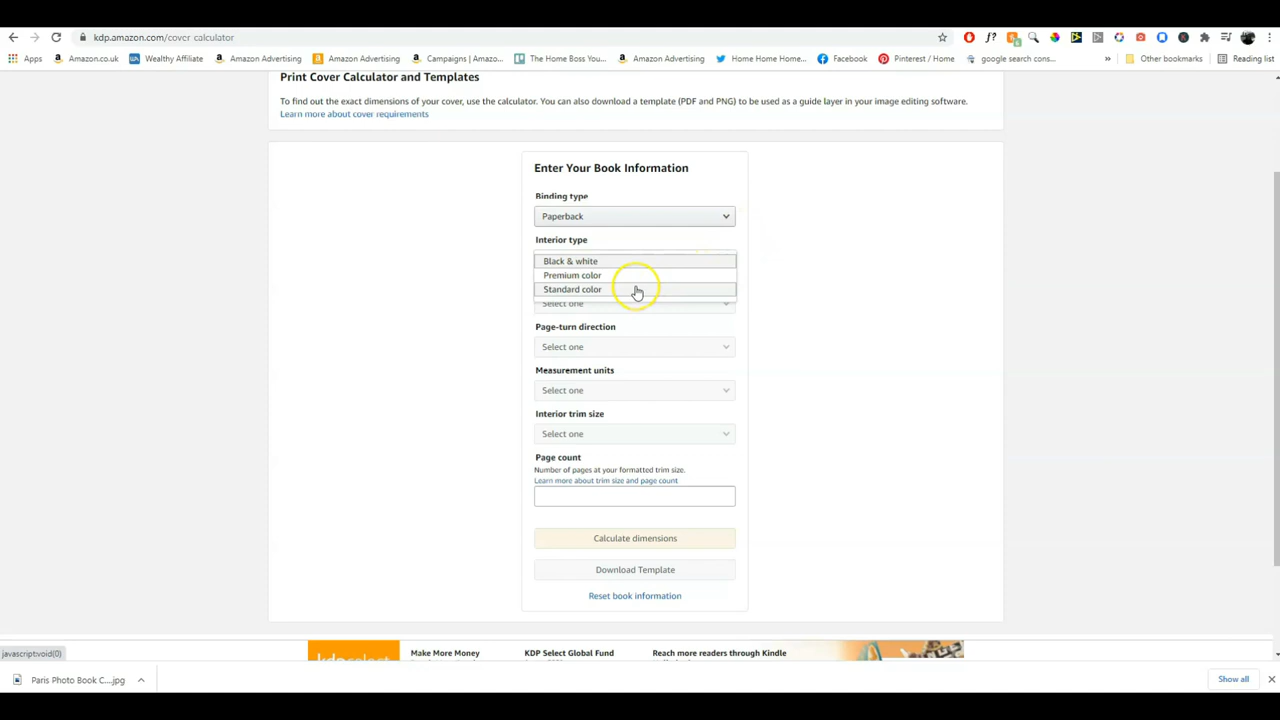 kdp.amazon.com/cover-calculator
Apps
Amazon.co.uk
Wealthy Affiliate
Amazon Advertising
Amazon Advertising
Campaigns | Amazo...
The Home Boss You...
Amazon Advertising
Home Home Home...
Facebook
Pinterest / Home
google search cons...
»
Other bookmarks
Reading list
Print Cover Calculator and Templates
To find out the exact dimensions of your cover, use the calculator. You can also download a template (PDF and PNG) to be used as a guide layer in your image editing software.
Learn more about cover requirements
Enter Your Book Information
Binding type
Paperback
Interior type
Black & white
Premium color
Standard color
Select one
Page-turn direction
Select one
Measurement units
Select one
Interior trim size
Select one
Page count
Number of pages at your formatted trim size.
Learn more about trim size and page count
Calculate dimensions
Download Template
Reset book information
javascript:void(0)
kdp select
Make More Money
KDP Select Global Fund
Reach more readers through Kindle
Paris Photo Book C....jpg
Show all